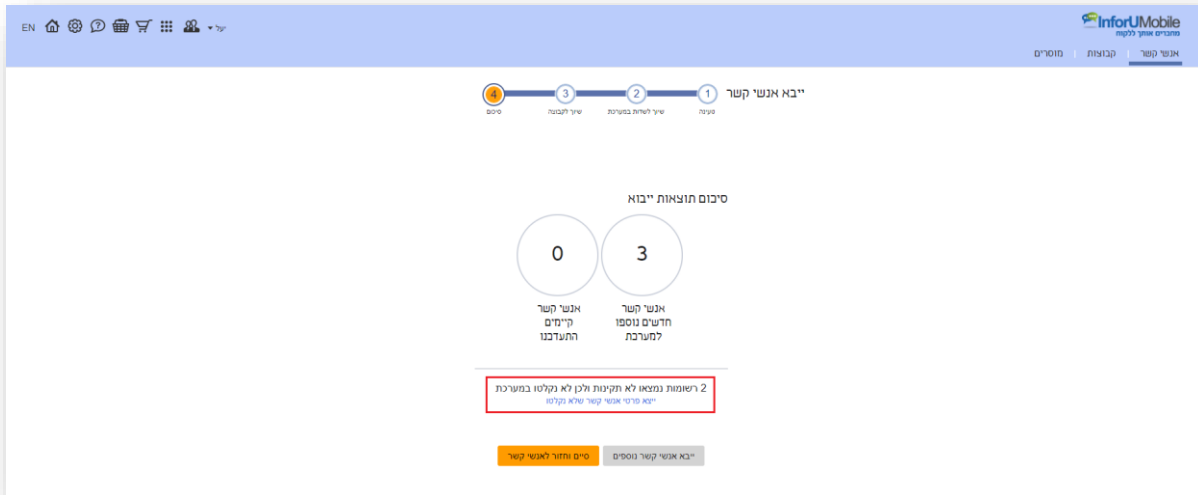 InforUMobile
מחברים אותך ללקוח
EN
יעל
אנשי קשר | קבוצות | מוסרים
ייבא אנשי קשר
1 2 3 4
טעינה שיוך לשדות במערכת שיוך לקבוצה סיכום
סיכום תוצאות ייבוא
3 0
אנשי קשר חדשים נוספו למערכת
אנשי קשר קיימים התעדכנו
2 רשומות נמצאו לא תקינות ולכן לא נקלטו במערכת
ייצא פרטי אנשי קשר שלא נקלטו
ייבא אנשי קשר נוספים
סיים וחזור לאנשי קשר